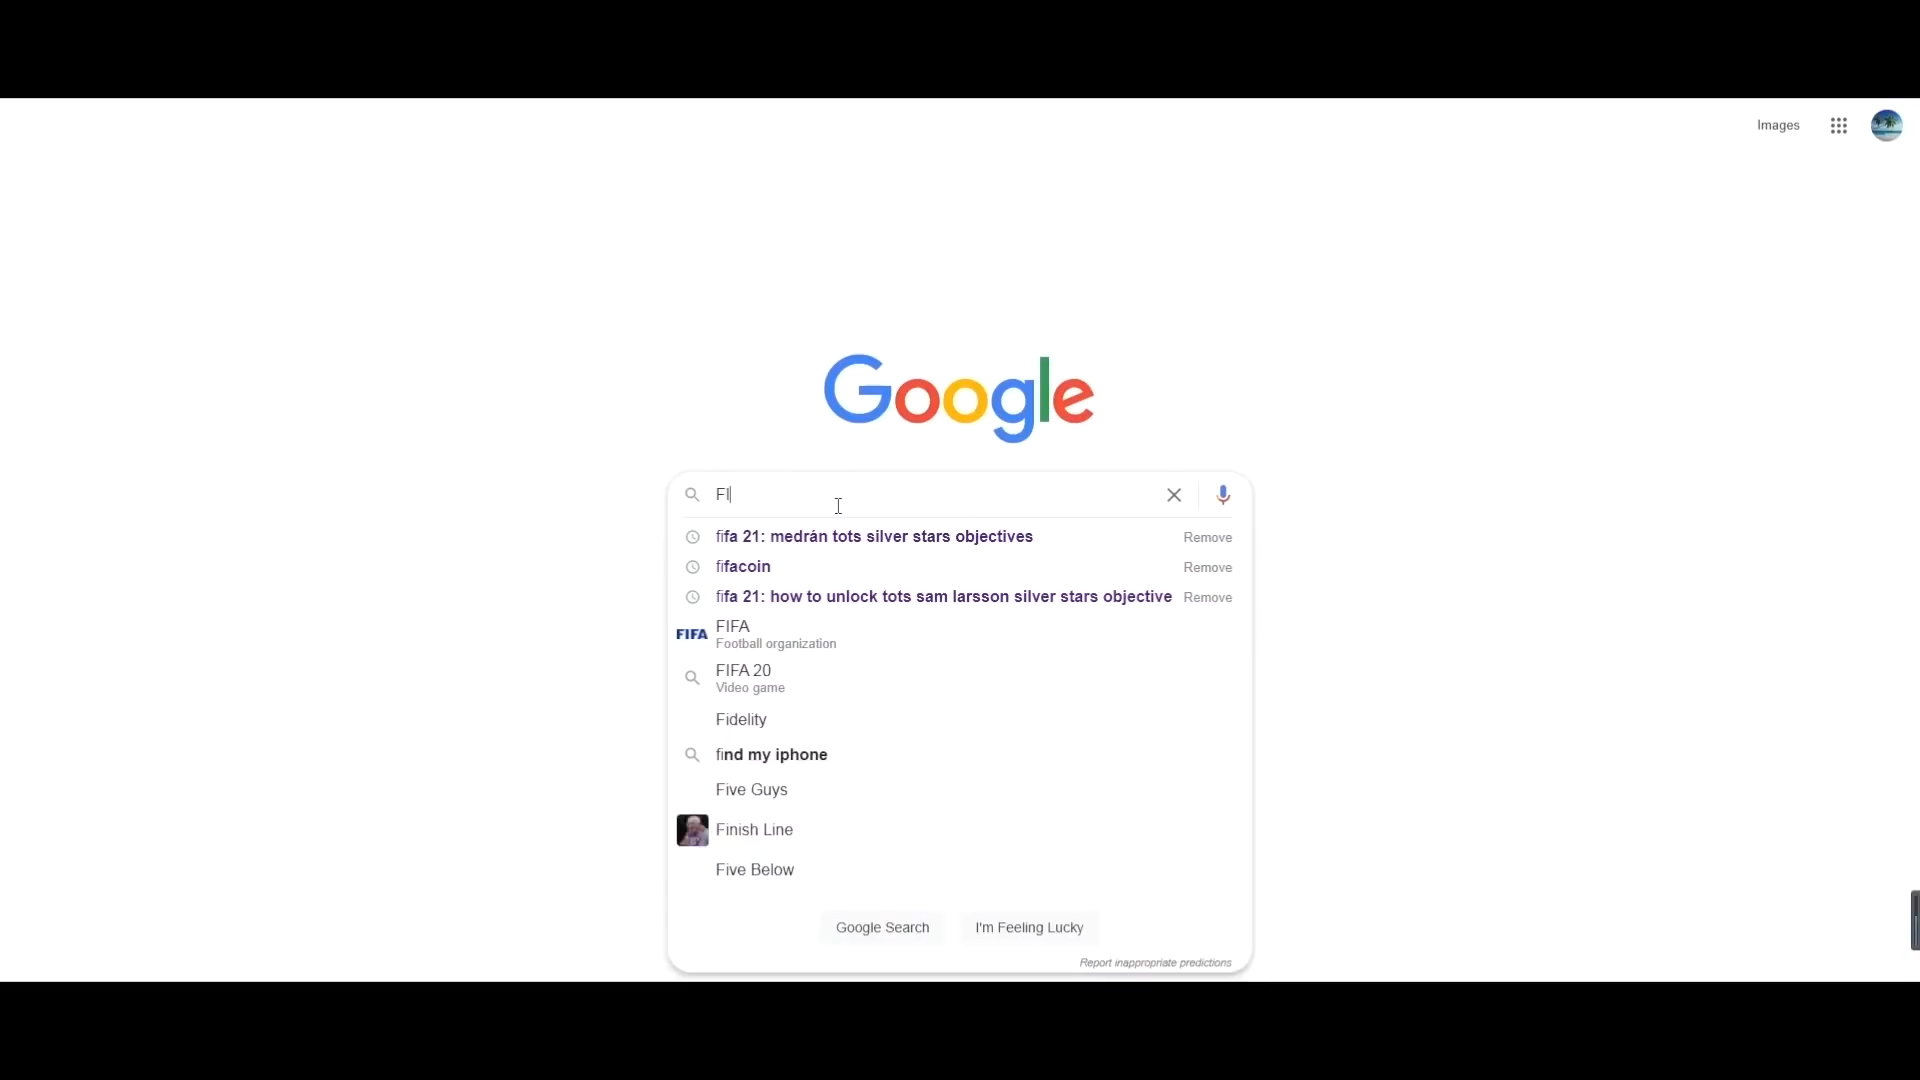 Images
Google
FI
fifa 21: medrán tots silver stars objectives
Remove
fifacoin
Remove
fifa 21: how to unlock tots sam larsson silver stars objective
Remove
FIFA
FIFA
Football organization
FIFA 20
Video game
Fidelity
find my iphone
Five Guys
Finish Line
Five Below
Google Search
I'm Feeling Lucky
Report inappropriate predictions